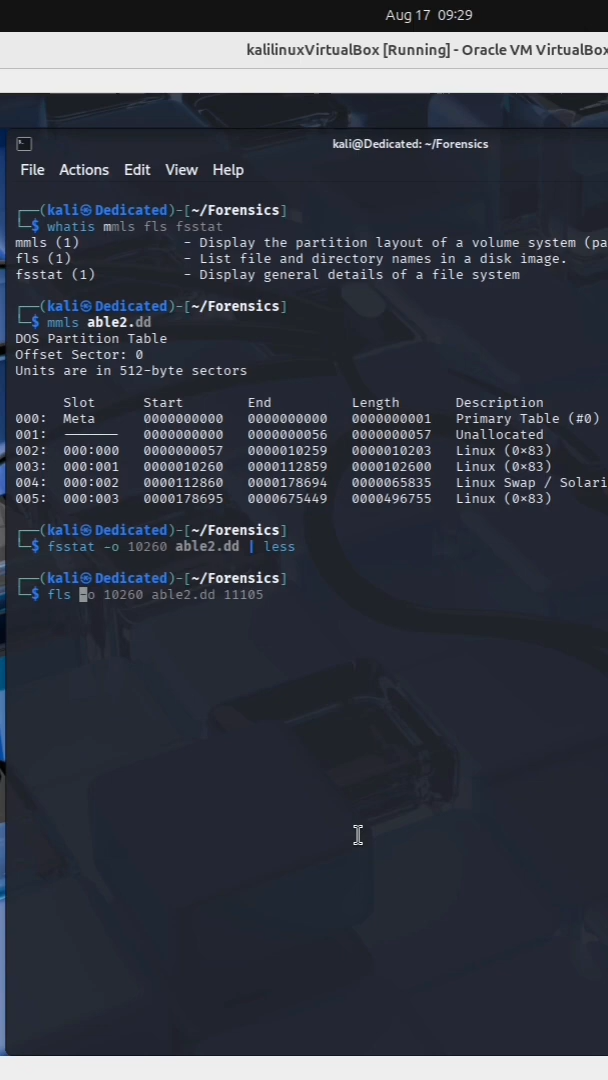 Aug 17 09:29
kalilinuxVirtualBox [Running] - Oracle VM VirtualBox
kali@Dedicated: ~/Forensics
File Actions Edit View Help
┌──(kali㉿Dedicated)-[~/Forensics]
└─$ whatis mmls fls fsstat
mmls (1) - Display the partition layout of a volume system (pa
fls (1) - List file and directory names in a disk image.
fsstat (1) - Display general details of a file system
┌──(kali㉿Dedicated)-[~/Forensics]
└─$ mmls able2.dd
DOS Partition Table
Offset Sector: 0
Units are in 512-byte sectors
Slot Start End Length Description
000: Meta 0000000000 0000000000 0000000001 Primary Table (#0)
001: ------- 0000000000 0000000056 0000000057 Unallocated
002: 000:000 0000000057 0000010259 0000010203 Linux (0×83)
003: 000:001 0000010260 0000112859 0000102600 Linux (0×83)
004: 000:002 0000112860 0000178694 0000065835 Linux Swap / Solari
005: 000:003 0000178695 0000675449 0000496755 Linux (0×83)
┌──(kali㉿Dedicated)-[~/Forensics]
└─$ fsstat -o 10260 able2.dd | less
┌──(kali㉿Dedicated)-[~/Forensics]
└─$ fls -o 10260 able2.dd 11105